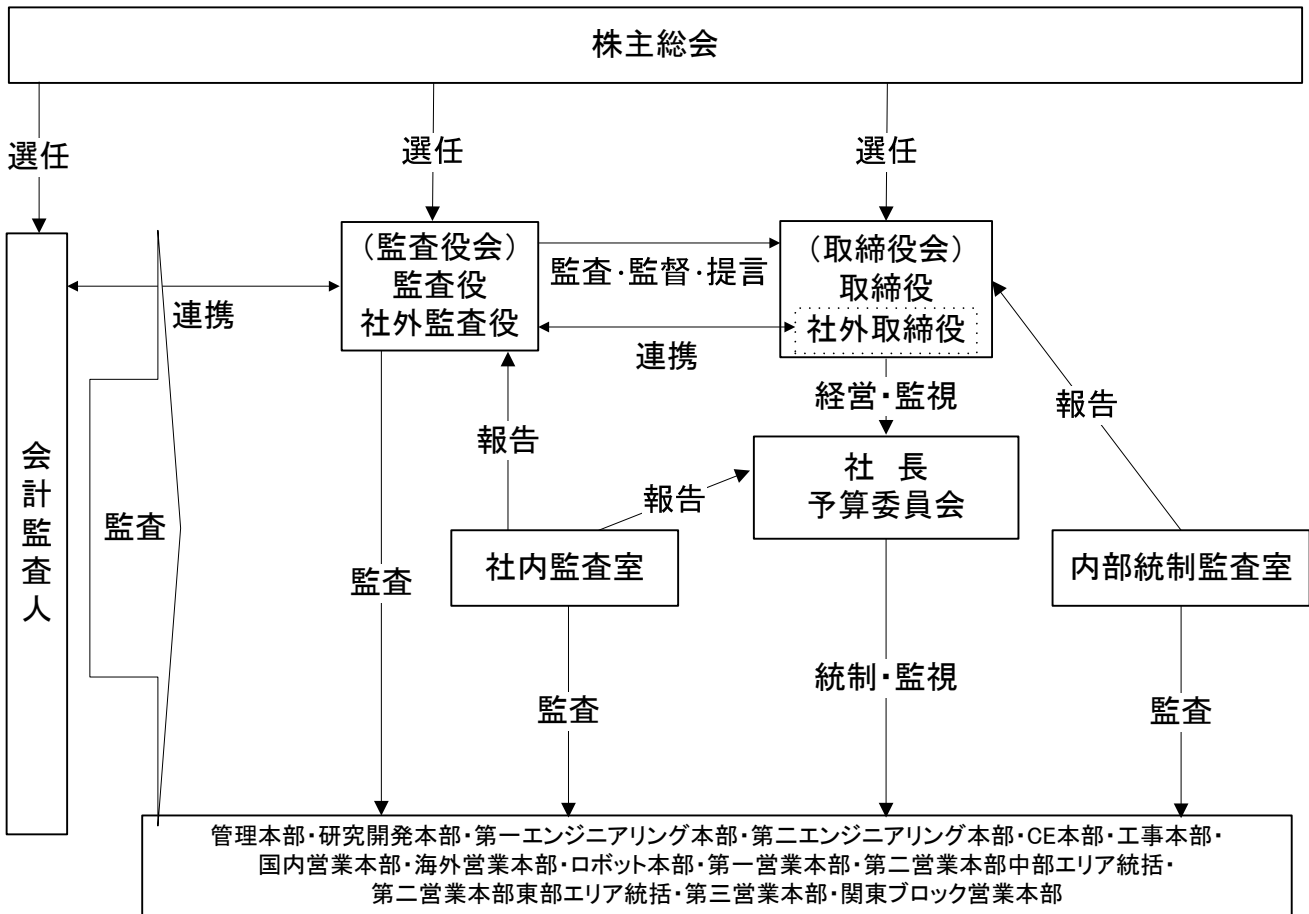 株主総会
選任
選任
選任
（監査役会）
監査役
社外監査役
監査・監督・提言
（取締役会）
取締役
社外取締役
連携
連携
経営・監視
報告
報告
報告
社　長
予算委員会
会計監査人
監査
監査
社内監査室
内部統制監査室
監査
統制・監視
監査
管理本部・研究開発本部・第一エンジニアリング本部・第二エンジニアリング本部・CE本部・工事本部・
国内営業本部・海外営業本部・ロボット本部・第一営業本部・第二営業本部中部エリア統括・
第二営業本部東部エリア統括・第三営業本部・関東ブロック営業本部